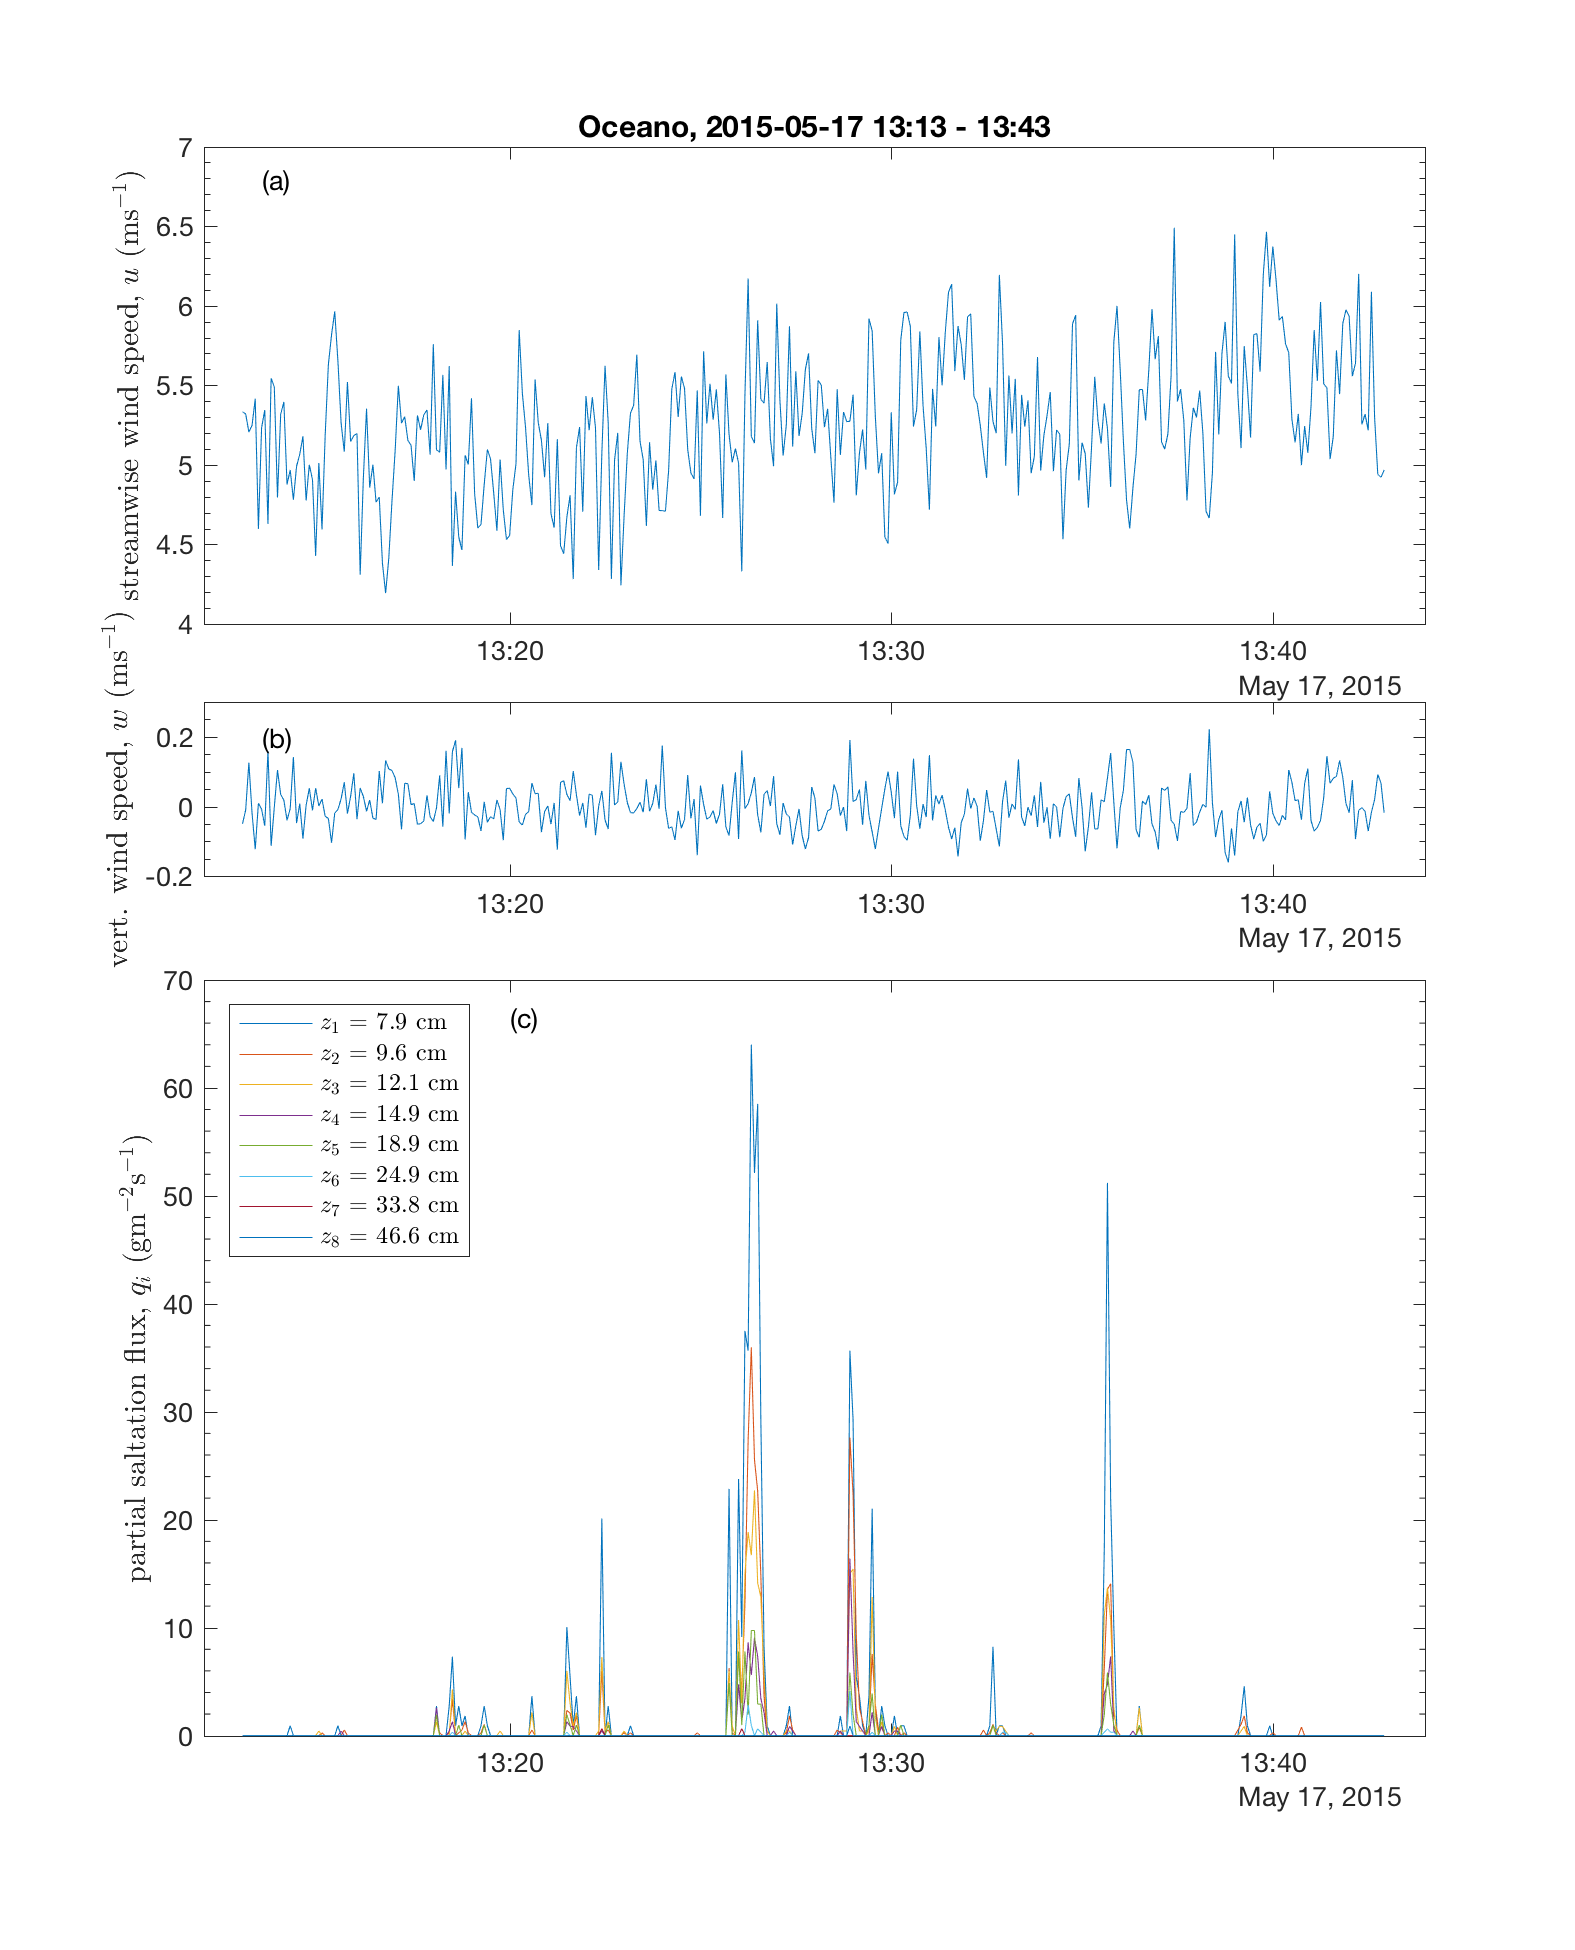 Oceano, 2015-05-17 13:13 - 13:43
(a)
streamwise wind speed, u (ms⁻¹)
7
6.5
6
5.5
5
4.5
4
13:20 13:30 13:40
May 17, 2015
(b)
vert. wind speed, w (ms⁻¹)
0.2
0
-0.2
13:20 13:30 13:40
May 17, 2015
(c)
partial saltation flux, qᵢ (gm⁻²s⁻¹)
70
60
50
40
30
20
10
0
z₁ = 7.9 cm
z₂ = 9.6 cm
z₃ = 12.1 cm
z₄ = 14.9 cm
z₅ = 18.9 cm
z₆ = 24.9 cm
z₇ = 33.8 cm
z₈ = 46.6 cm
13:20 13:30 13:40
May 17, 2015